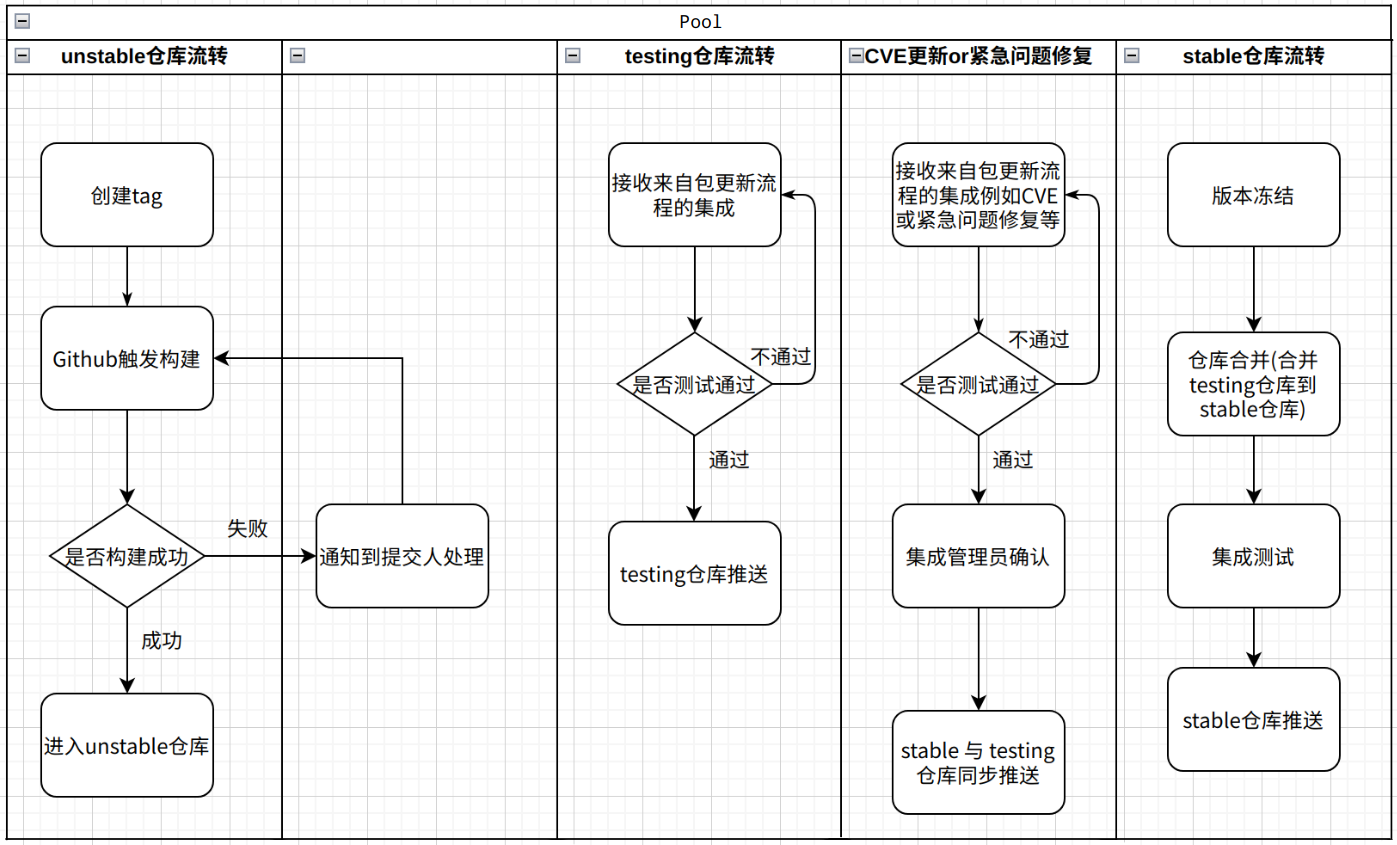 Pool
unstable仓库流转
testing仓库流转
CVE更新or紧急问题修复
stable仓库流转
创建tag
Github触发构建
是否构建成功
失败
成功
进入unstable仓库
通知到提交人处理
接收来自包更新流
程的集成
不通过
是否测试通过
通过
testing仓库推送
接收来自包更新流
程的集成例如CVE
或紧急问题修复等
不通过
是否测试通过
通过
集成管理员确认
stable 与 testing
仓库同步推送
版本冻结
仓库合并(合并
testing仓库到
stable仓库)
集成测试
stable仓库推送